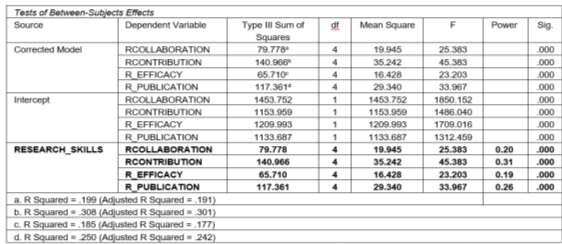 Tests of Between-Subjects Effects
Source Dependent Variable Type III Sum of Squares df Mean Square F Power Sig.
Corrected Model RCOLLABORATION 79.778a 4 19.945 25.383 .000
RCONTRIBUTION 140.966b 4 35.242 45.383 .000
R_EFFICACY 65.710c 4 16.428 23.203 .000
R_PUBLICATION 117.361d 4 29.340 33.967 .000
Intercept RCOLLABORATION 1453.752 1 1453.752 1850.152 .000
RCONTRIBUTION 1153.959 1 1153.959 1486.040 .000
R_EFFICACY 1209.993 1 1209.993 1709.016 .000
R_PUBLICATION 1133.687 1 1133.687 1312.459 .000
RESEARCH_SKILLS RCOLLABORATION 79.778 4 19.945 25.383 0.20 .000
RCONTRIBUTION 140.966 4 35.242 45.383 0.31 .000
R_EFFICACY 65.710 4 16.428 23.203 0.19 .000
R_PUBLICATION 117.361 4 29.340 33.967 0.26 .000
a. R Squared = .199 (Adjusted R Squared = .191)
b. R Squared = .308 (Adjusted R Squared = .301)
c. R Squared = .185 (Adjusted R Squared = .177)
d. R Squared = .250 (Adjusted R Squared = .242)